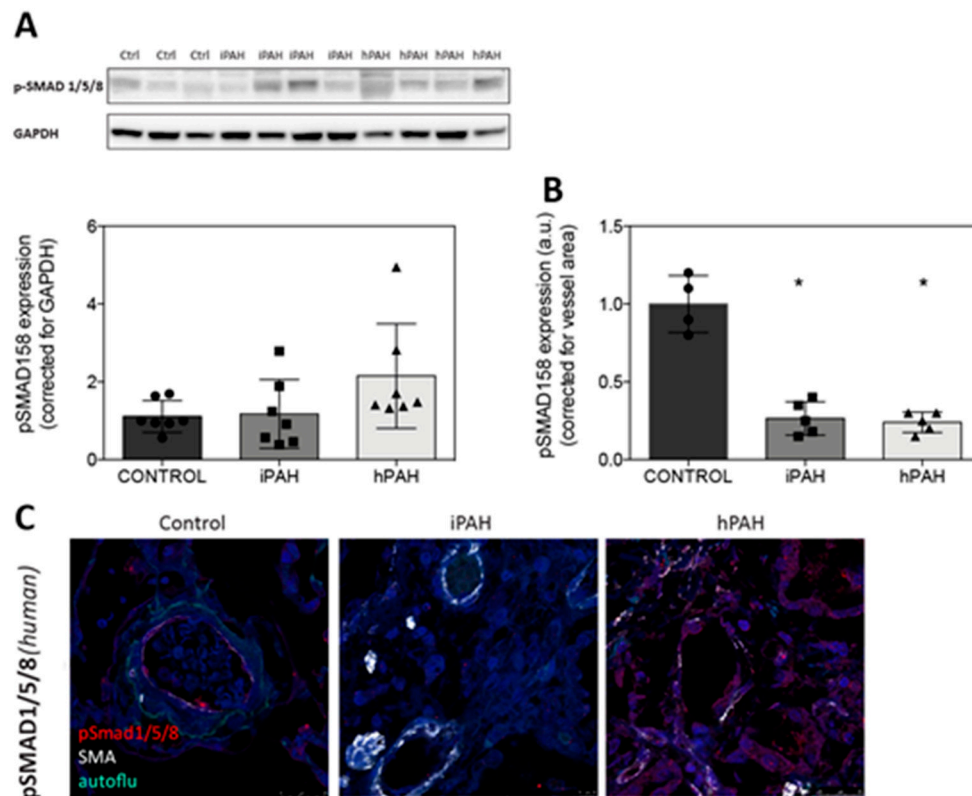 A
Ctrl Ctrl Ctrl iPAH iPAH iPAH iPAH hPAH hPAH hPAH hPAH
p-SMAD 1/5/8
GAPDH
pSMAD158 expression
(corrected for GAPDH)
6
4
2
0
CONTROL iPAH hPAH
B
pSMAD158 expression (a.u.)
(corrected for vessel area)
1.5
1.0
0.5
0.0
* *
CONTROL iPAH hPAH
C
Control iPAH hPAH
pSMAD1/5/8 (human)
pSmad1/5/8
SMA
autoflu